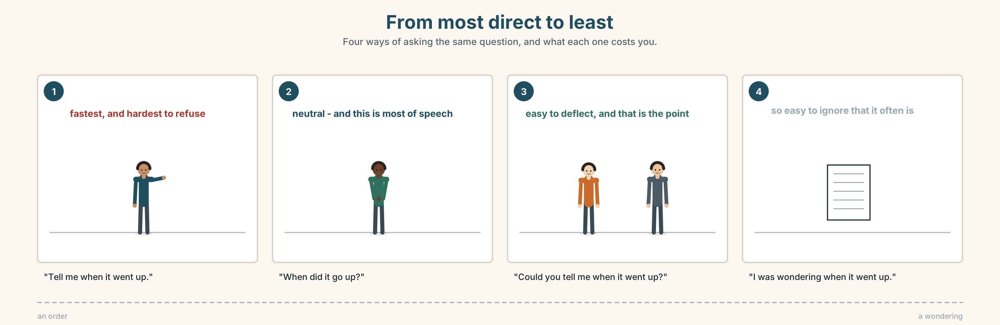 From most direct to least
Four ways of asking the same question, and what each one costs you.
1
fastest, and hardest to refuse
"Tell me when it went up."
2
neutral - and this is most of speech
"When did it go up?"
3
easy to deflect, and that is the point
"Could you tell me when it went up?"
4
so easy to ignore that it often is
"I was wondering when it went up."
an order
a wondering